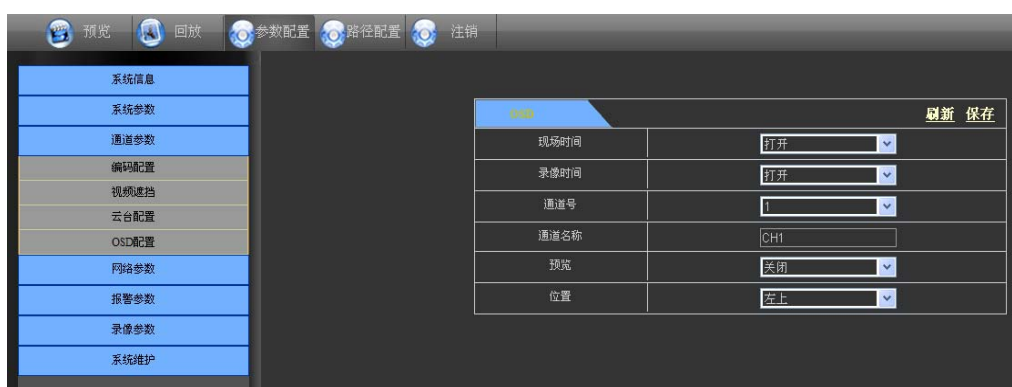 预览 回放 参数配置 路径配置 注销
系统信息
系统参数
通道参数
编码配置
视频遮挡
云台配置
OSD配置
网络参数
报警参数
录像参数
系统维护
OSD 刷新 保存
现场时间 打开
录像时间 打开
通道号 1
通道名称 CH1
预览 关闭
位置 左上